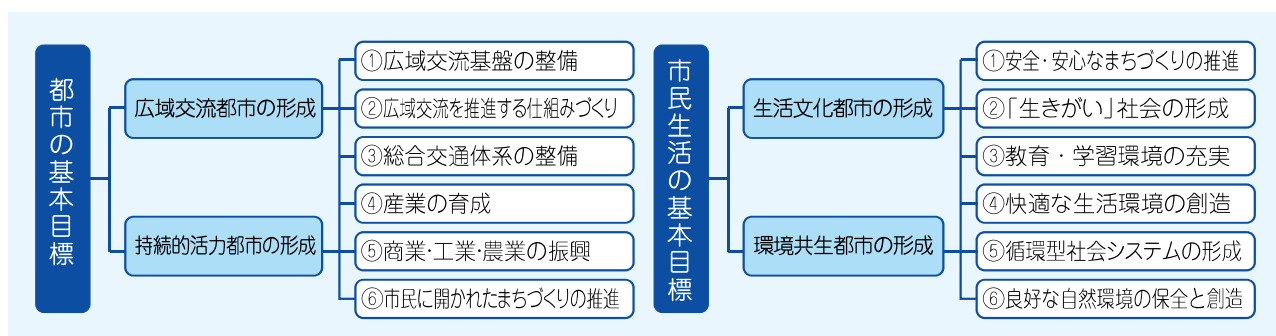 都市の基本目標
広域交流都市の形成
持続的活力都市の形成
①広域交流基盤の整備
②広域交流を推進する仕組みづくり
③総合交通体系の整備
④産業の育成
⑤商業・工業・農業の振興
⑥市民に開かれたまちづくりの推進
市民生活の基本目標
生活文化都市の形成
環境共生都市の形成
①安全・安心なまちづくりの推進
②「生きがい」社会の形成
③教育・学習環境の充実
④快適な生活環境の創造
⑤循環型社会システムの形成
⑥良好な自然環境の保全と創造